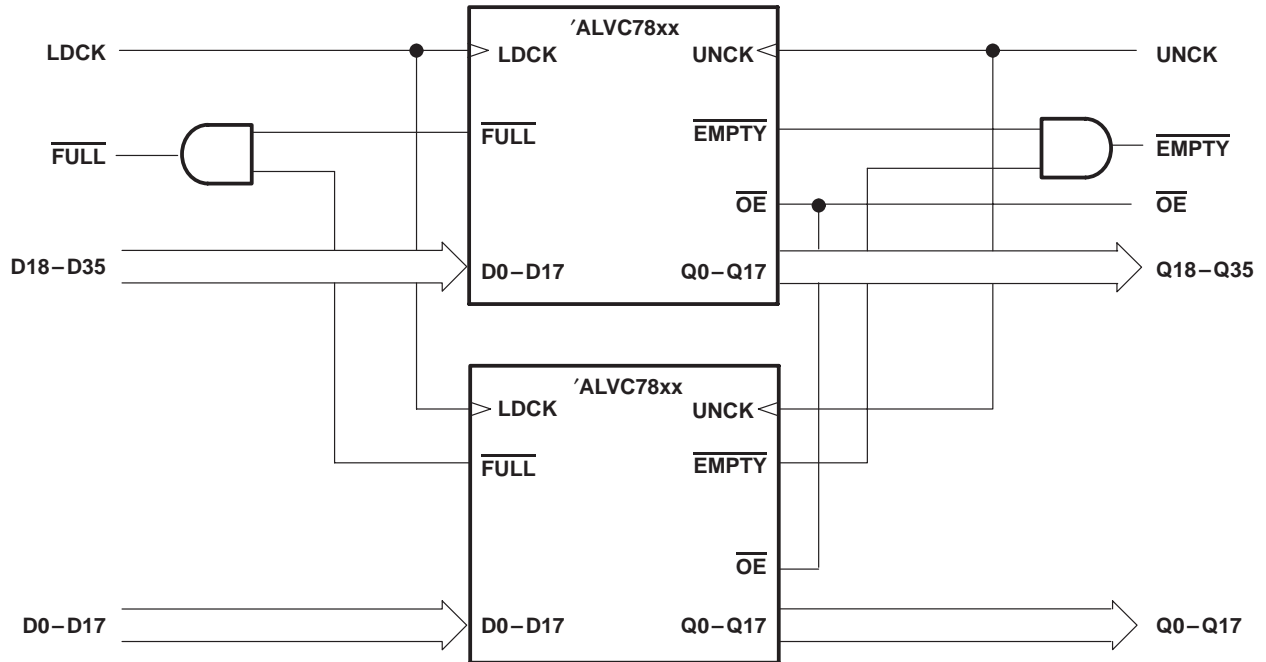 ′ALVC78xx
LDCK
LDCK
UNCK
UNCK
FULL
FULL
EMPTY
EMPTY
OE
OE
D18–D35
D0–D17
Q0–Q17
Q18–Q35
′ALVC78xx
LDCK
UNCK
FULL
EMPTY
OE
D0–D17
D0–D17
Q0–Q17
Q0–Q17